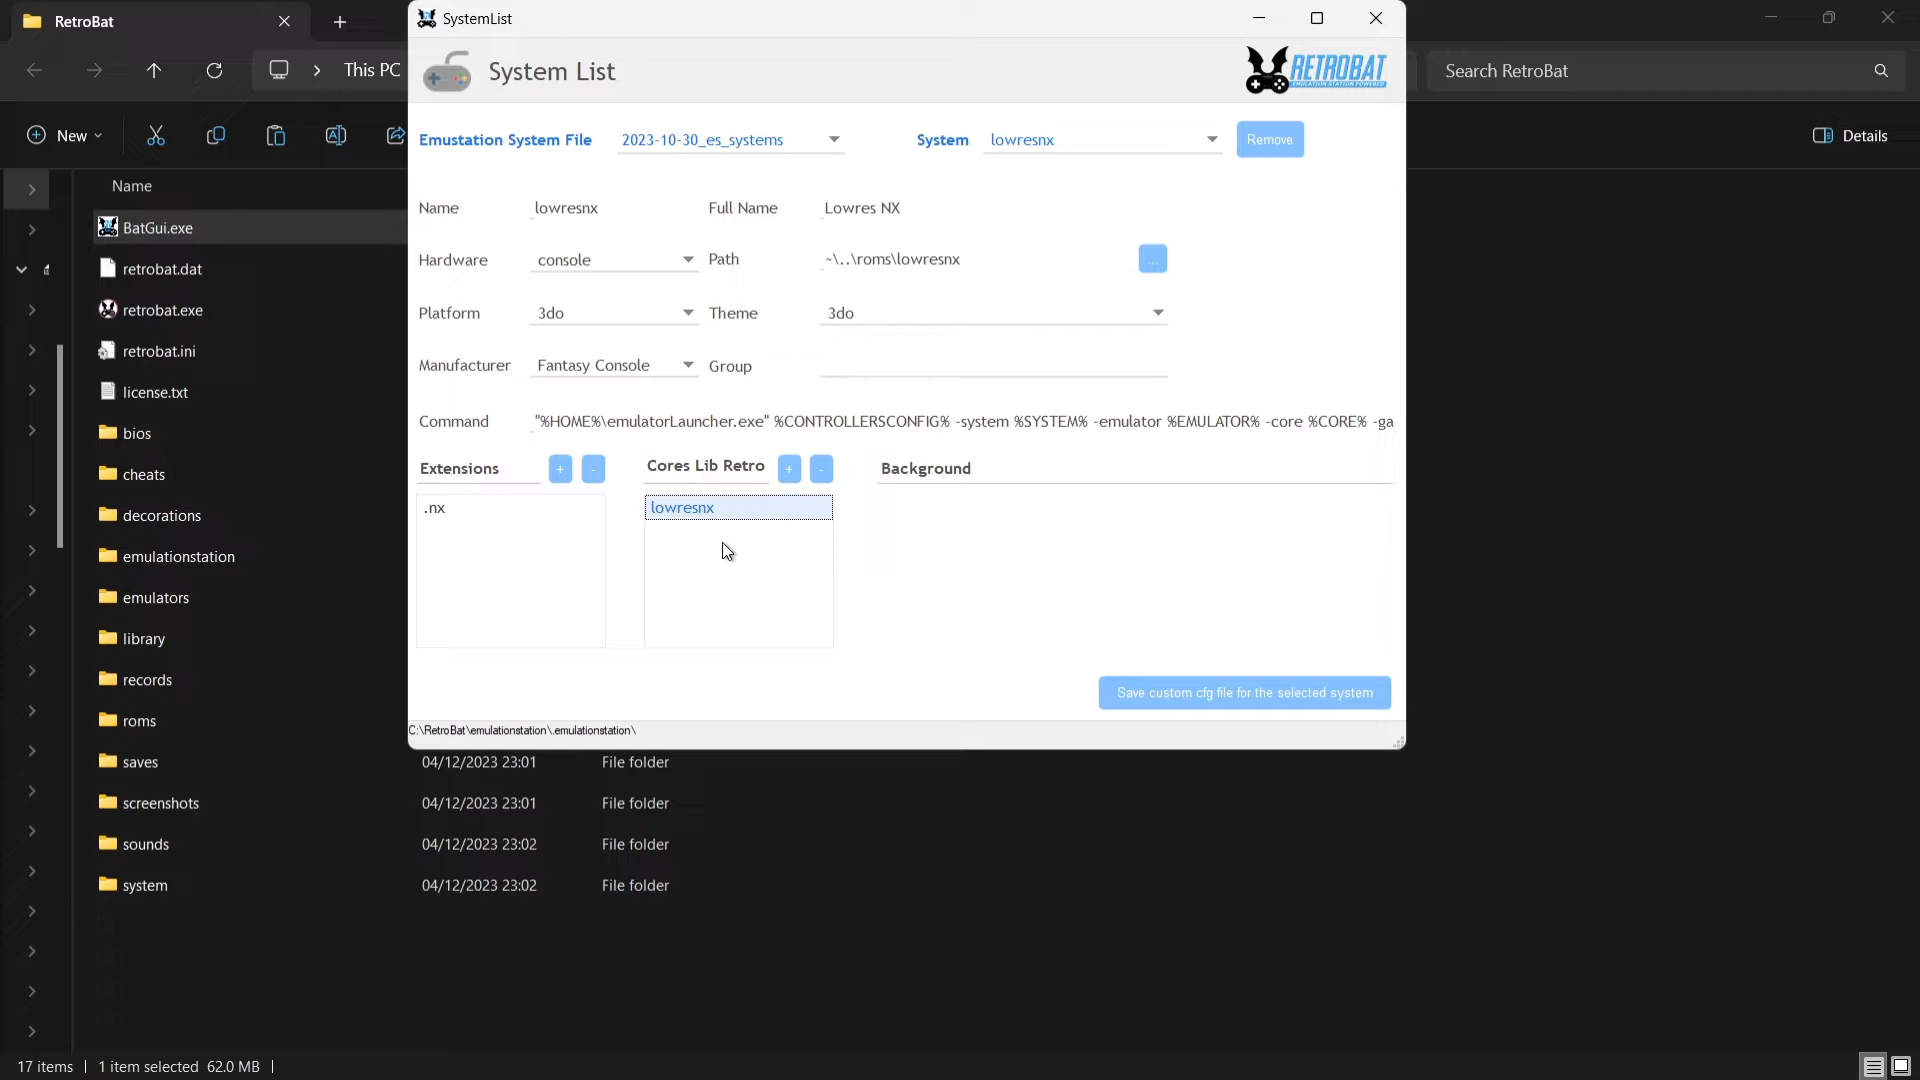 RetroBat
SystemList
This PC
System List
RETROBAT
EMULATION STATION POWERED
Search RetroBat
New
Details
Emustation System File 2023-10-30_es_systems System lowresnx Remove
Name
BatGui.exe
retrobat.dat
retrobat.exe
retrobat.ini
license.txt
bios
cheats
decorations
emulationstation
emulators
library
records
roms
saves
screenshots
sounds
system
Name lowresnx Full Name Lowres NX
Hardware console Path ~\..\roms\lowresnx ...
Platform 3do Theme 3do
Manufacturer Fantasy Console Group
Command "%HOME%\emulatorLauncher.exe" %CONTROLLERSCONFIG% -system %SYSTEM% -emulator %EMULATOR% -core %CORE% -ga
Extensions + - Cores Lib Retro + - Background
.nx
lowresnx
Save custom cfg file for the selected system
C:\RetroBat\emulationstation\.emulationstation\
04/12/2023 23:01 File folder
04/12/2023 23:01 File folder
04/12/2023 23:02 File folder
04/12/2023 23:02 File folder
17 items 1 item selected 62.0 MB